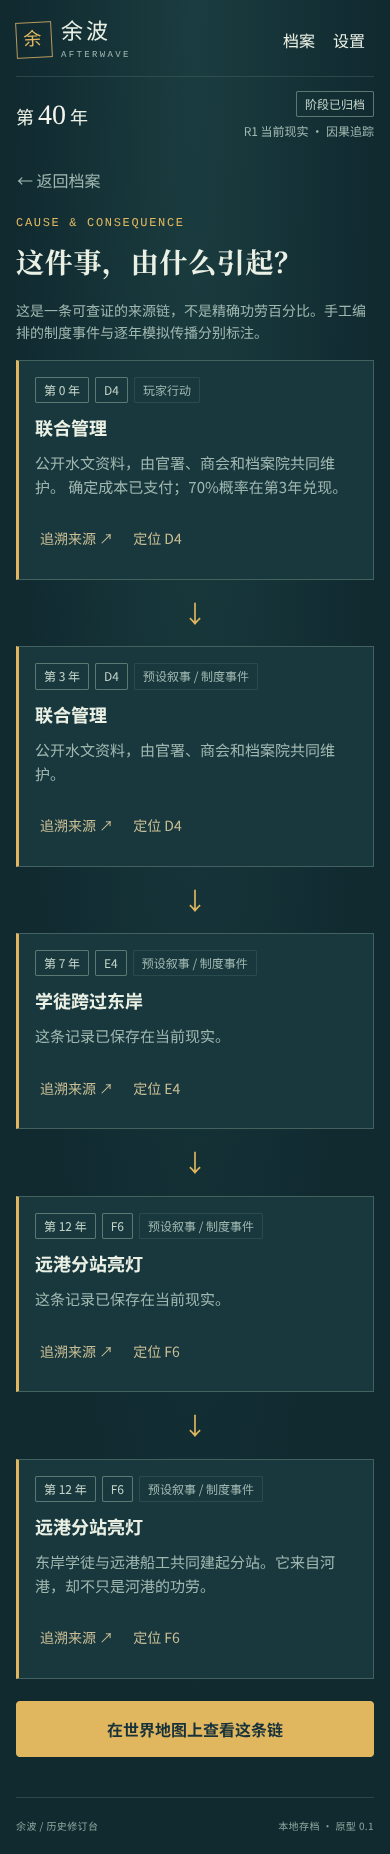 余
余波
AFTERWAVE
档案 设置
第 40 年
阶段已归档
R1 当前现实 · 因果追踪
← 返回档案
CAUSE & CONSEQUENCE
这件事，由什么引起？
这是一条可查证的来源链，不是精确功劳百分比。手工编
排的制度事件与逐年模拟传播分别标注。
第 0 年 D4 玩家行动
联合管理
公开水文资料，由官署、商会和档案院共同维
护。 确定成本已支付；70%概率在第3年兑现。
追溯来源 ↗ 定位 D4
↓
第 3 年 D4 预设叙事 / 制度事件
联合管理
公开水文资料，由官署、商会和档案院共同维
护。
追溯来源 ↗ 定位 D4
↓
第 7 年 E4 预设叙事 / 制度事件
学徒跨过东岸
这条记录已保存在当前现实。
追溯来源 ↗ 定位 E4
↓
第 12 年 F6 预设叙事 / 制度事件
远港分站亮灯
这条记录已保存在当前现实。
追溯来源 ↗ 定位 F6
↓
第 12 年 F6 预设叙事 / 制度事件
远港分站亮灯
东岸学徒与远港船工共同建起分站。它来自河
港，却不只是河港的功劳。
追溯来源 ↗ 定位 F6
在世界地图上查看这条链
余波 / 历史修订台
本地存档 · 原型 0.1